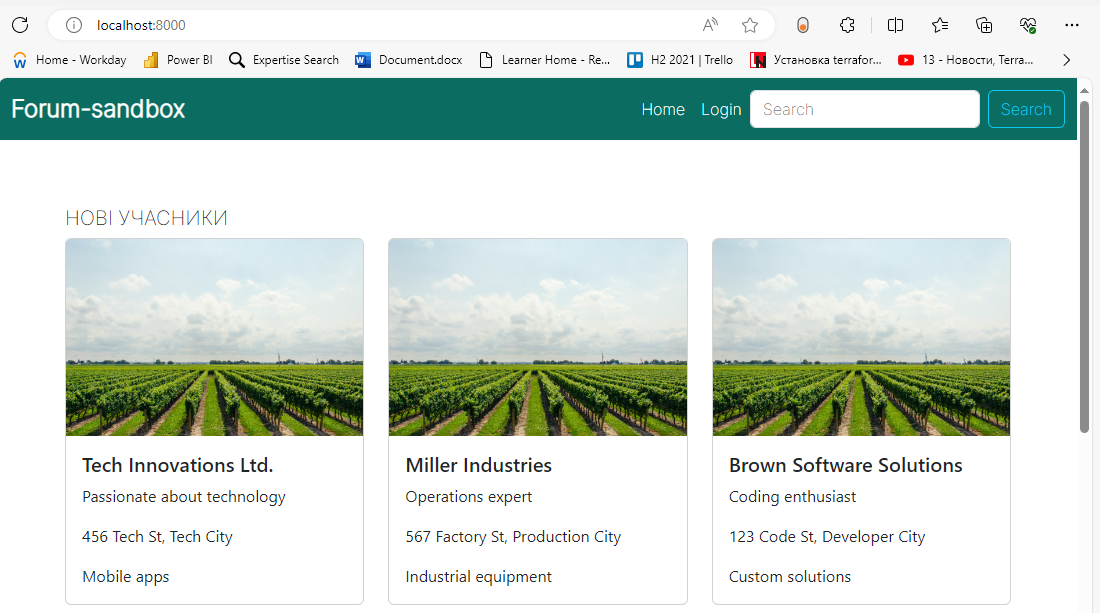 localhost:8000
Home - Workday
Power BI
Expertise Search
Document.docx
Learner Home - Re...
H2 2021 | Trello
Установка terrafor...
13 - Новости, Terra...
Forum-sandbox
Home
Login
Search
Search
НОВІ УЧАСНИКИ
Tech Innovations Ltd.
Passionate about technology
456 Tech St, Tech City
Mobile apps
Miller Industries
Operations expert
567 Factory St, Production City
Industrial equipment
Brown Software Solutions
Coding enthusiast
123 Code St, Developer City
Custom solutions